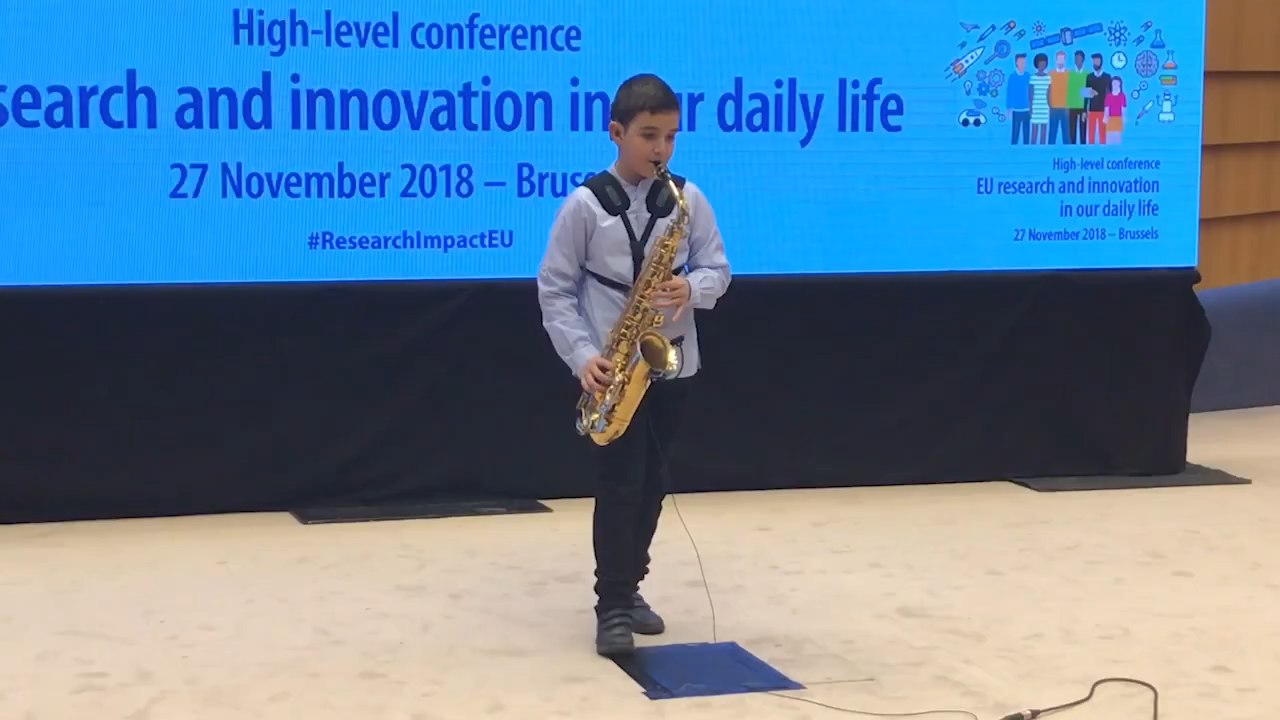 High-level conference
search and innovation in ur daily life
27 November 2018 – Brus
#ResearchImpactEU
High-level conference
EU research and innovation
in our daily life
27 November 2018 – Brussels